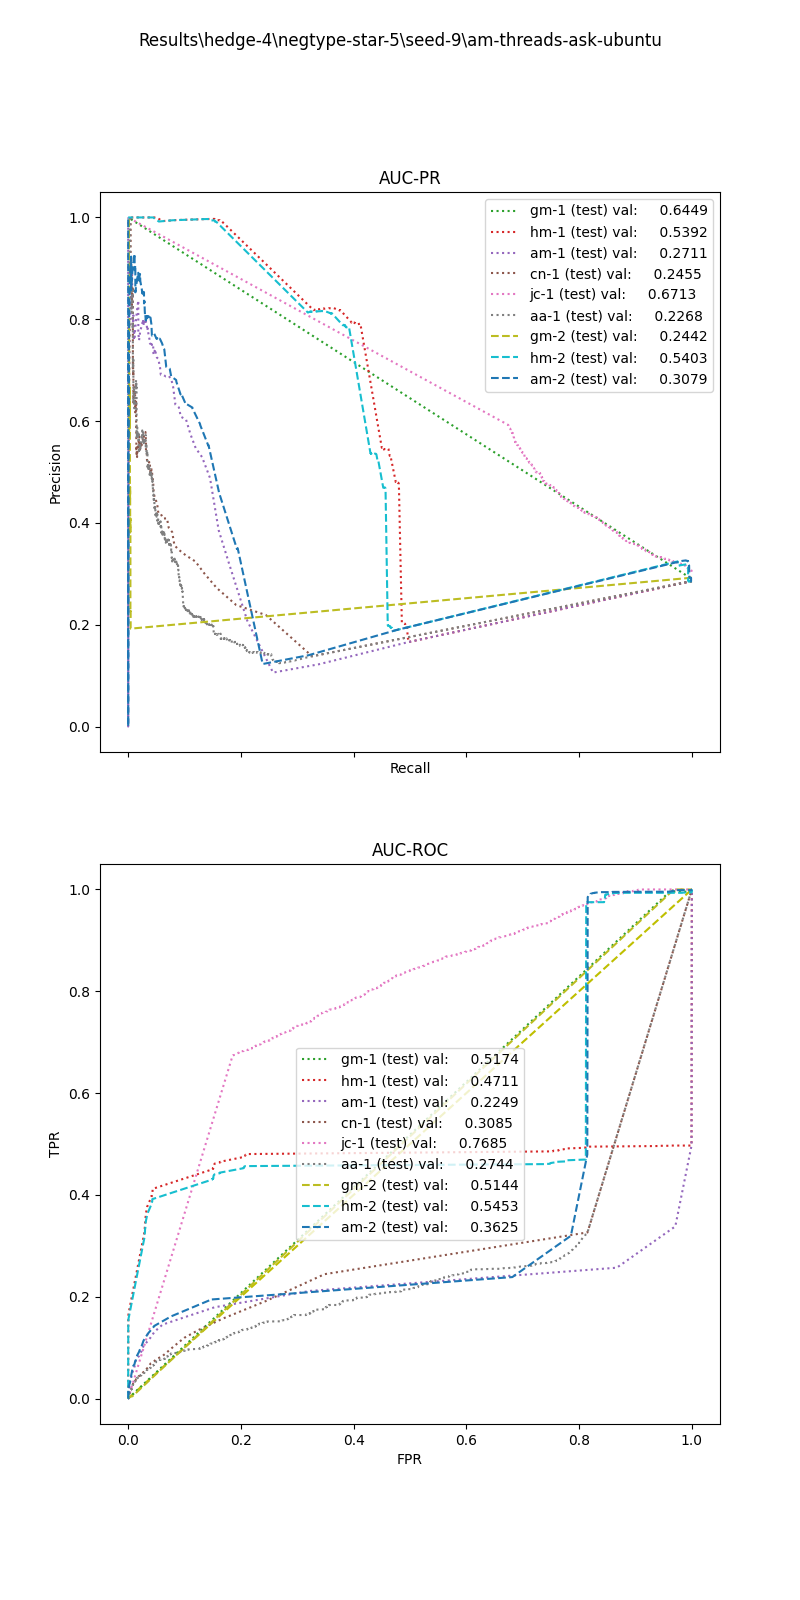 Results\hedge-4\negtype-star-5\seed-9\am-threads-ask-ubuntu
AUC-PR
gm-1 (test) val: 0.6449
hm-1 (test) val: 0.5392
am-1 (test) val: 0.2711
cn-1 (test) val: 0.2455
jc-1 (test) val: 0.6713
aa-1 (test) val: 0.2268
gm-2 (test) val: 0.2442
hm-2 (test) val: 0.5403
am-2 (test) val: 0.3079
1.0
0.8
0.6
0.4
0.2
0.0
Precision
Recall
AUC-ROC
1.0
0.8
0.6
0.4
0.2
0.0
TPR
gm-1 (test) val: 0.5174
hm-1 (test) val: 0.4711
am-1 (test) val: 0.2249
cn-1 (test) val: 0.3085
jc-1 (test) val: 0.7685
aa-1 (test) val: 0.2744
gm-2 (test) val: 0.5144
hm-2 (test) val: 0.5453
am-2 (test) val: 0.3625
0.0 0.2 0.4 0.6 0.8 1.0
FPR